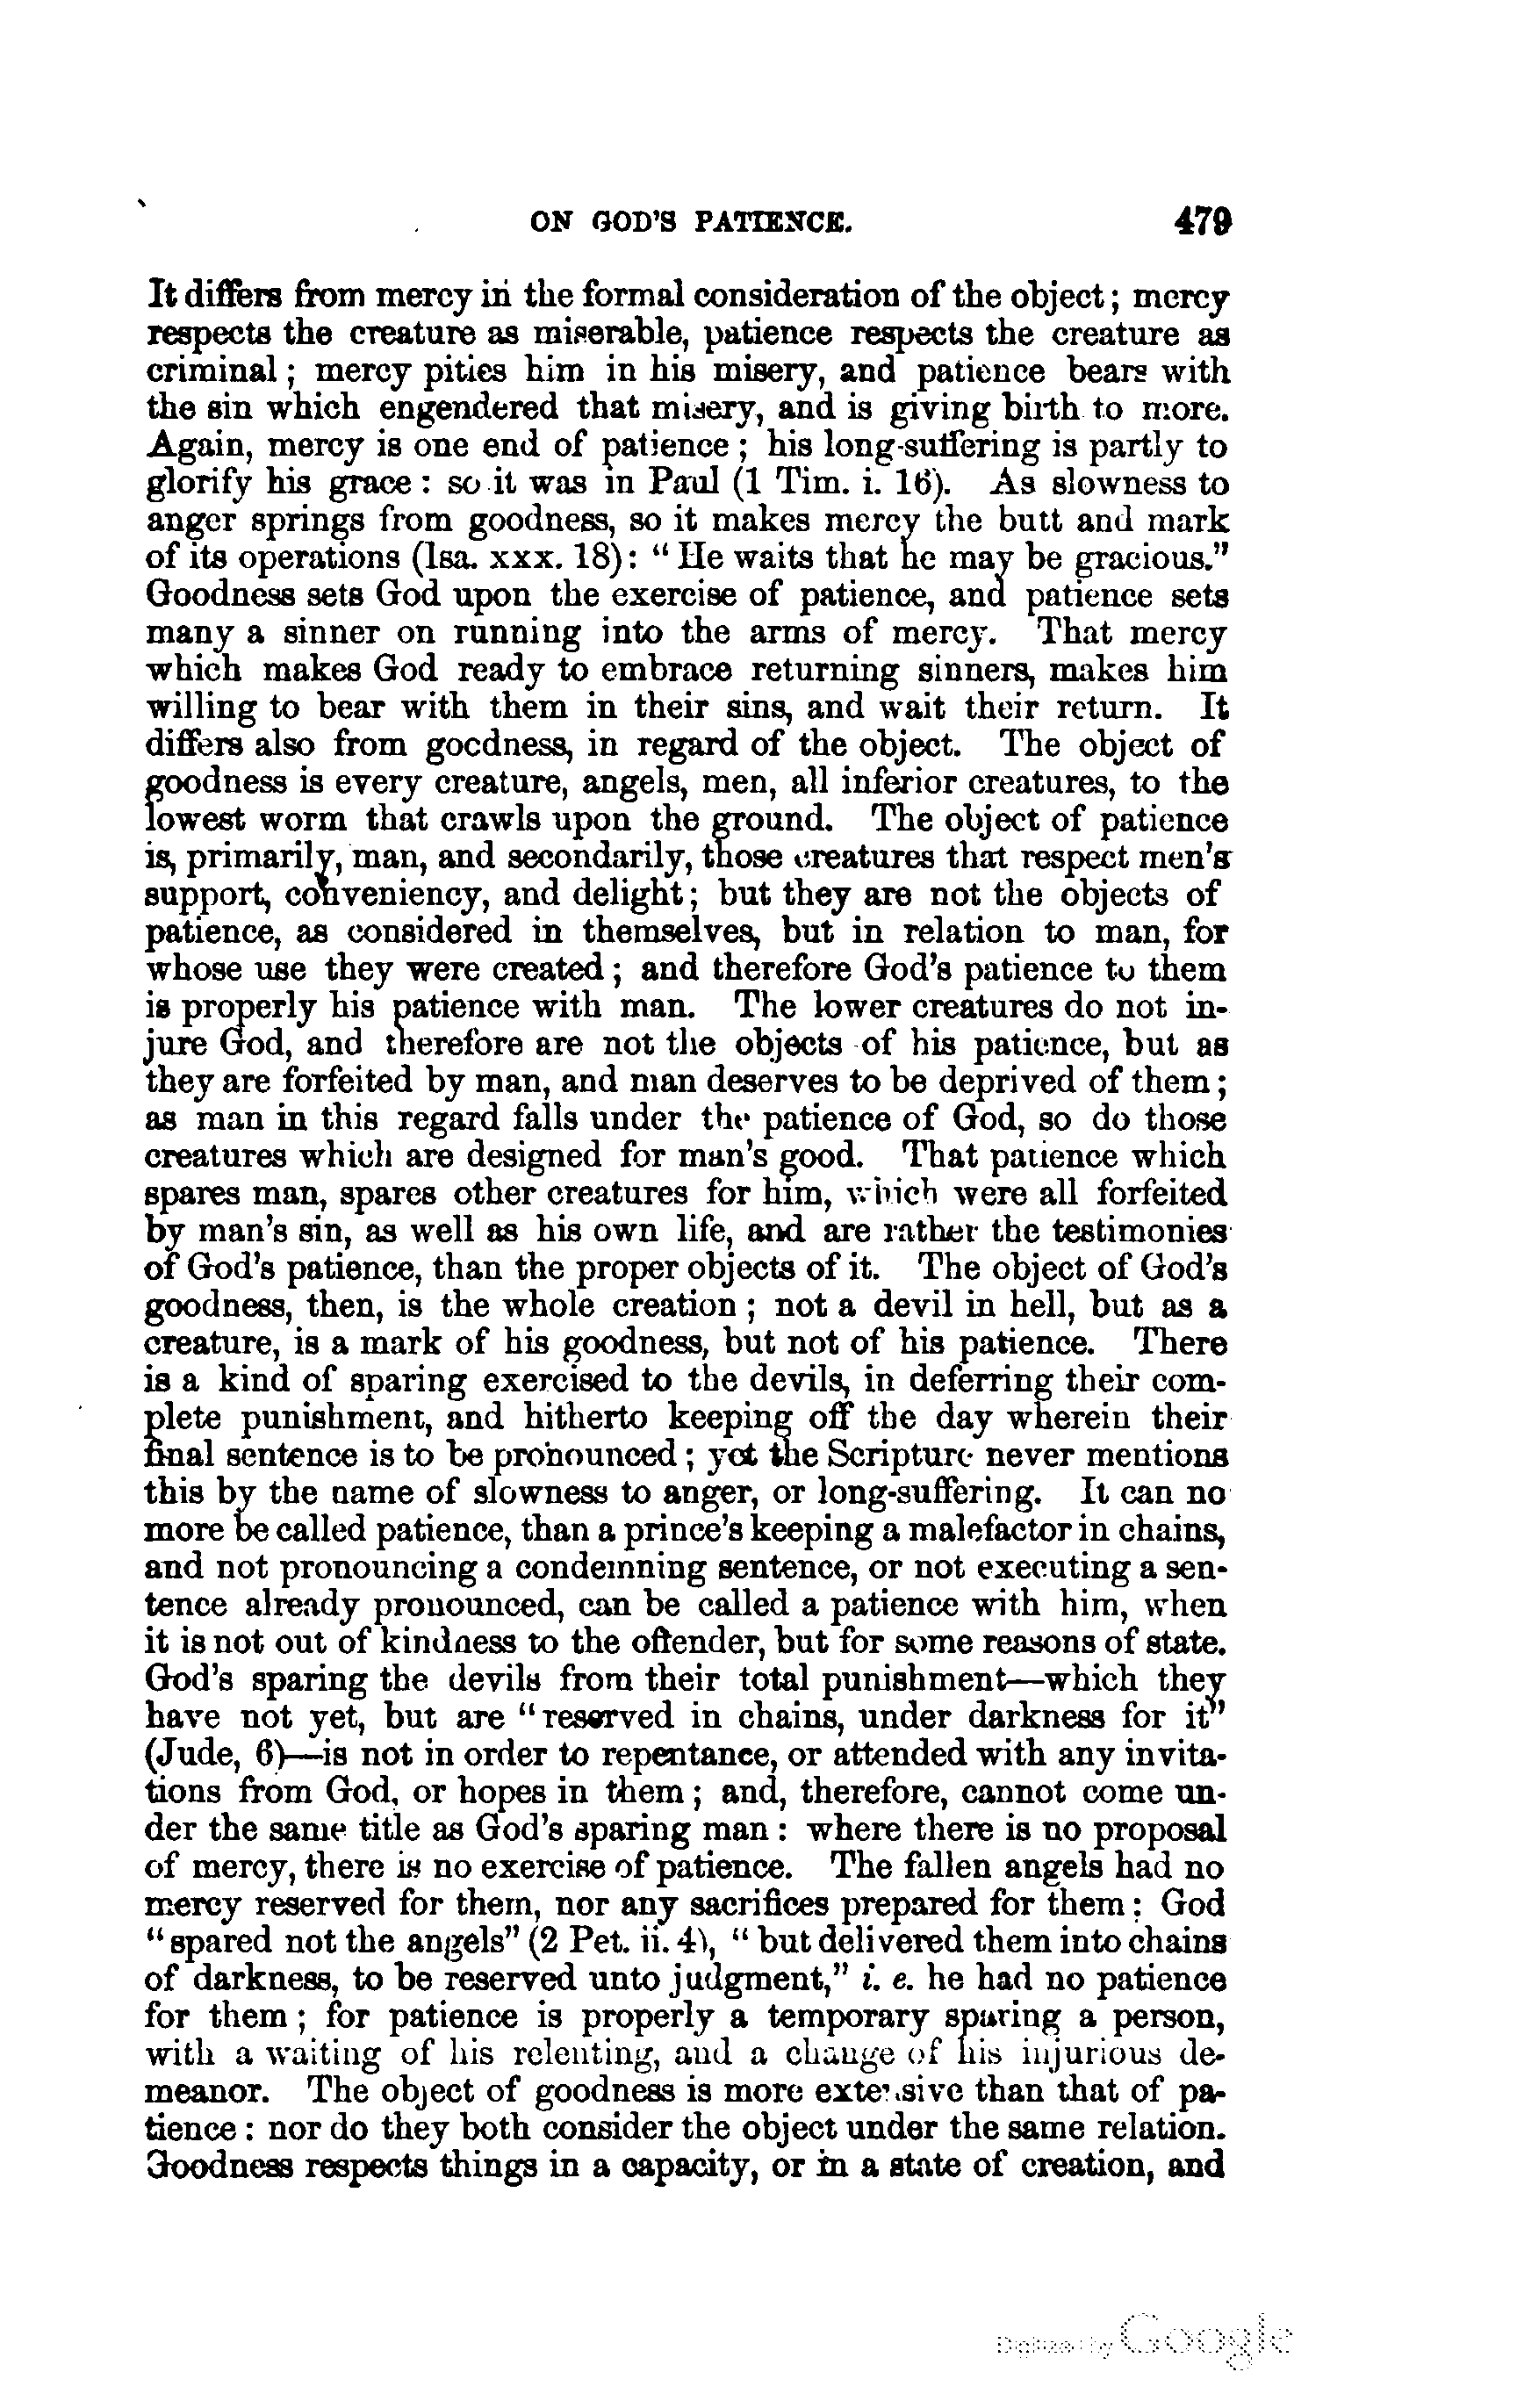 ON GOD'S PATIENCE. 479
It differs from mercy in the formal consideration of the object; mercy
respects the creature as miserable, patience respects the creature as
criminal; mercy pities him in his misery, and patience bears with
the sin which engendered that misery, and is giving birth to more.
Again, mercy is one end of patience; his long-suffering is partly to
glorify his grace: so it was in Paul (1 Tim. i. 16). As slowness to
anger springs from goodness, so it makes mercy the butt and mark
of its operations (Isa. xxx. 18): "He waits that he may be gracious."
Goodness sets God upon the exercise of patience, and patience sets
many a sinner on running into the arms of mercy. That mercy
which makes God ready to embrace returning sinners, makes him
willing to bear with them in their sins, and wait their return. It
differs also from goodness, in regard of the object. The object of
goodness is every creature, angels, men, all inferior creatures, to the
lowest worm that crawls upon the ground. The object of patience
is, primarily, man, and secondarily, those creatures that respect men's
support, conveniency, and delight; but they are not the objects of
patience, as considered in themselves, but in relation to man, for
whose use they were created; and therefore God's patience to them
is properly his patience with man. The lower creatures do not in-
jure God, and therefore are not the objects of his patience, but as
they are forfeited by man, and man deserves to be deprived of them;
as man in this regard falls under the patience of God, so do those
creatures which are designed for man's good. That patience which
spares man, spares other creatures for him, which were all forfeited
by man's sin, as well as his own life, and are rather the testimonies
of God's patience, than the proper objects of it. The object of God's
goodness, then, is the whole creation; not a devil in hell, but as a
creature, is a mark of his goodness, but not of his patience. There
is a kind of sparing exercised to the devils, in deferring their com-
plete punishment, and hitherto keeping off the day wherein their
final sentence is to be pronounced; yet the Scripture never mentions
this by the name of slowness to anger, or long-suffering. It can no
more be called patience, than a prince's keeping a malefactor in chains,
and not pronouncing a condemning sentence, or not executing a sen-
tence already pronounced, can be called a patience with him, when
it is not out of kindness to the offender, but for some reasons of state.
God's sparing the devils from their total punishment—which they
have not yet, but are "reserved in chains, under darkness for it"
(Jude, 6)—is not in order to repentance, or attended with any invita-
tions from God, or hopes in them; and, therefore, cannot come un-
der the same title as God's sparing man: where there is no proposal
of mercy, there is no exercise of patience. The fallen angels had no
mercy reserved for them, nor any sacrifices prepared for them: God
"spared not the angels" (2 Pet. ii. 4), "but delivered them into chains
of darkness, to be reserved unto judgment," i. e. he had no patience
for them; for patience is properly a temporary sparing a person,
with a waiting of his relenting, and a change of his injurious de-
meanor. The object of goodness is more extensive than that of pa-
tience: nor do they both consider the object under the same relation.
Goodness respects things in a capacity, or in a state of creation, and
Digitized by Google